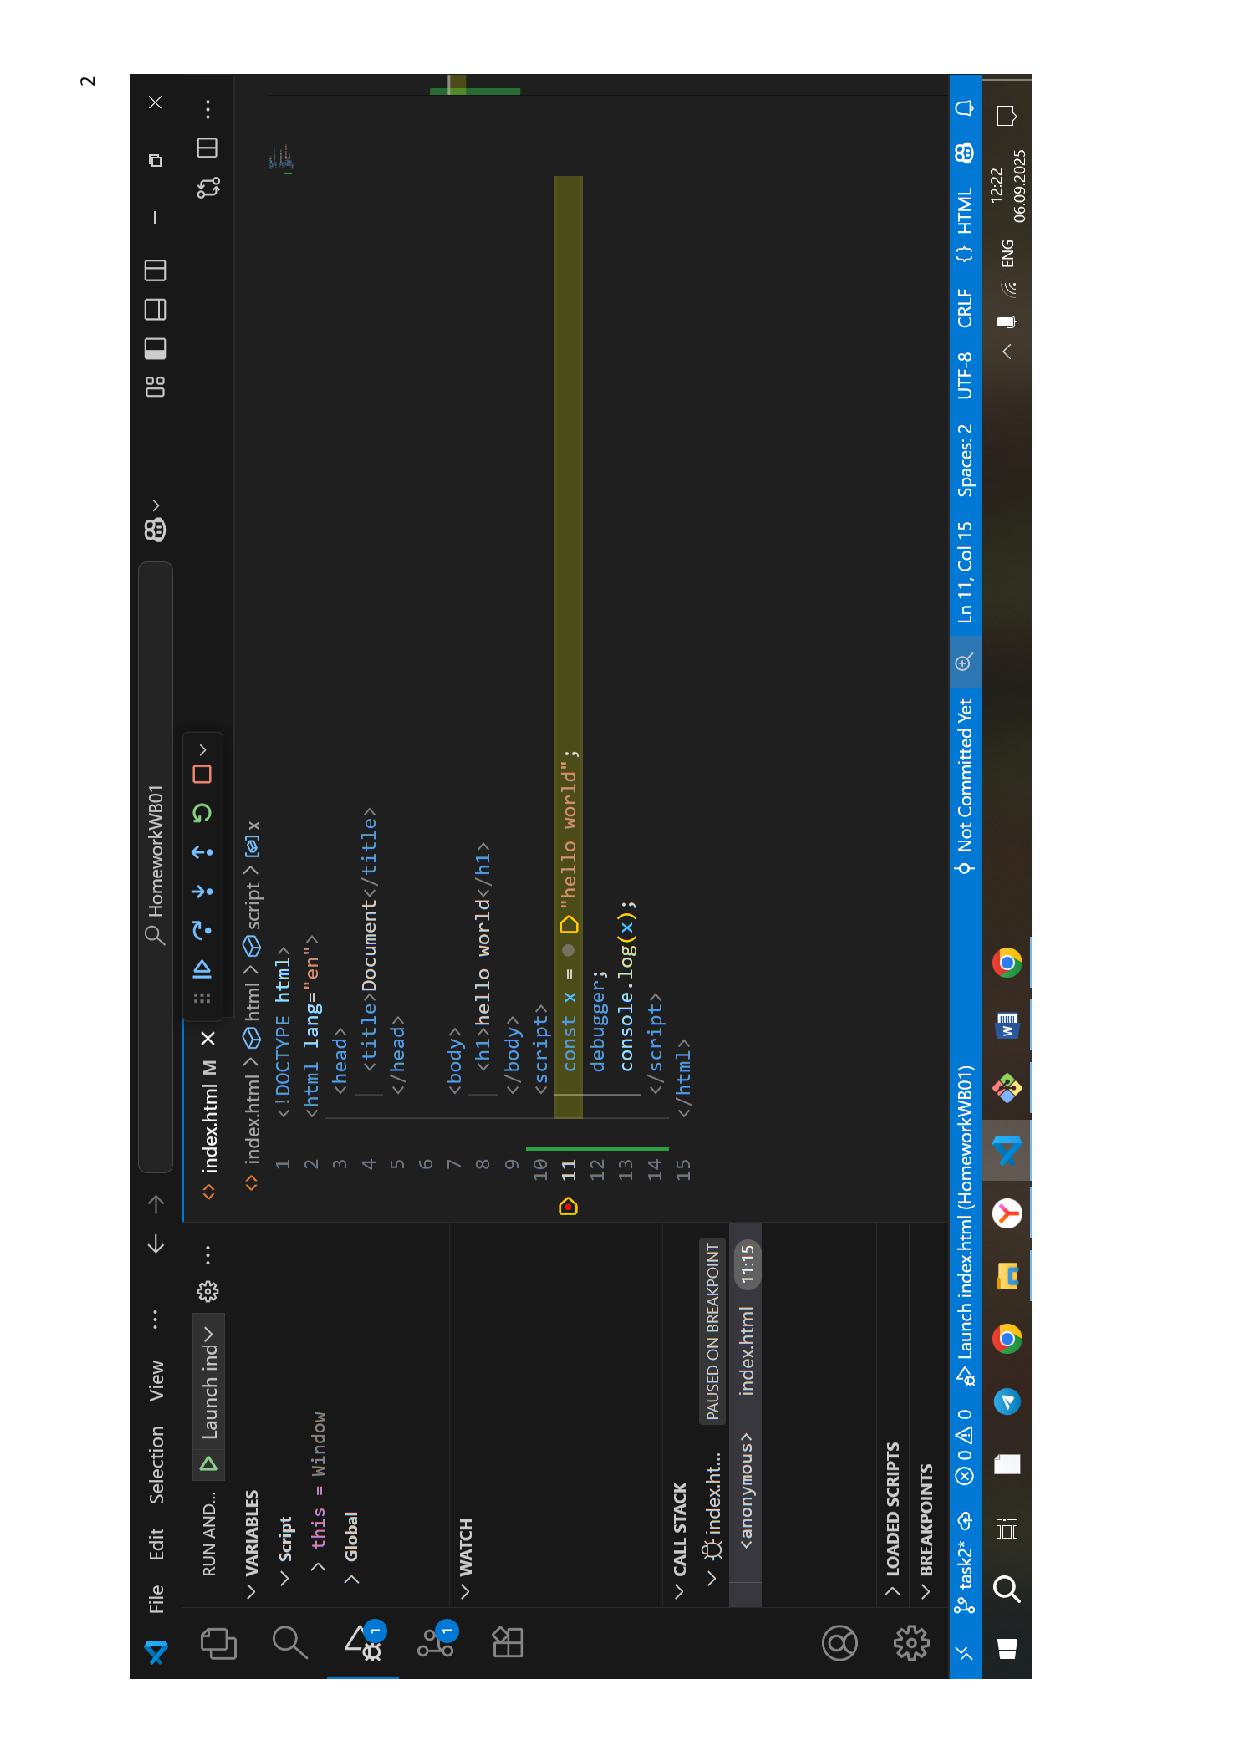 2
File Edit Selection View ...
HomeworkWB01
RUN AND... Launch ind
VARIABLES
Script
this = Window
Global
WATCH
CALL STACK
index.ht... PAUSED ON BREAKPOINT
<anonymous> index.html 11:15
LOADED SCRIPTS
BREAKPOINTS
index.html M
index.html > html > script > x
1 <!DOCTYPE html>
2 <html lang="en">
3 <head>
4 <title>Document</title>
5 </head>
6
7 <body>
8 <h1>hello world</h1>
9 </body>
10 <script>
11 const x = "hello world";
12 debugger;
13 console.log(x);
14 </script>
15 </html>
task2* 0 0 Launch index.html (HomeworkWB01) Not Committed Yet Ln 11, Col 15 Spaces: 2 UTF-8 CRLF {} HTML
ENG 12:22
06.09.2025